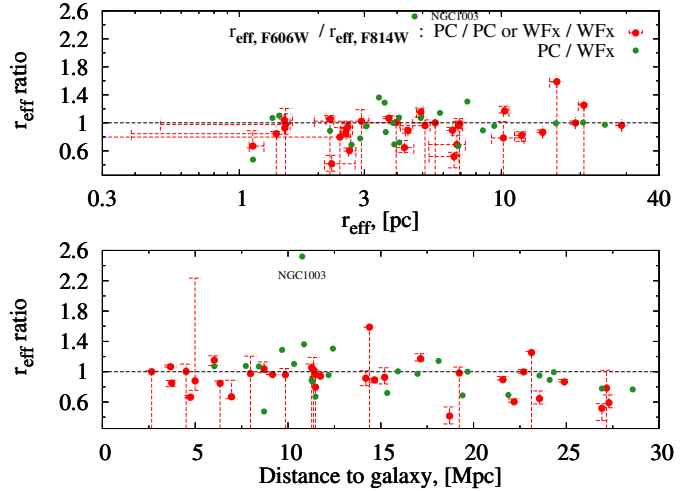 NGC1003
r_eff, F606W / r_eff, F814W : PC / PC or WFx / WFx
PC / WFx
r_eff ratio
2.6
2.2
1.8
1.4
1
0.6
0.3 1 3 10 40
r_eff, [pc]
2.6
2.2
1.8
1.4
1
0.6
NGC1003
r_eff ratio
0 5 10 15 20 25 30
Distance to galaxy, [Mpc]